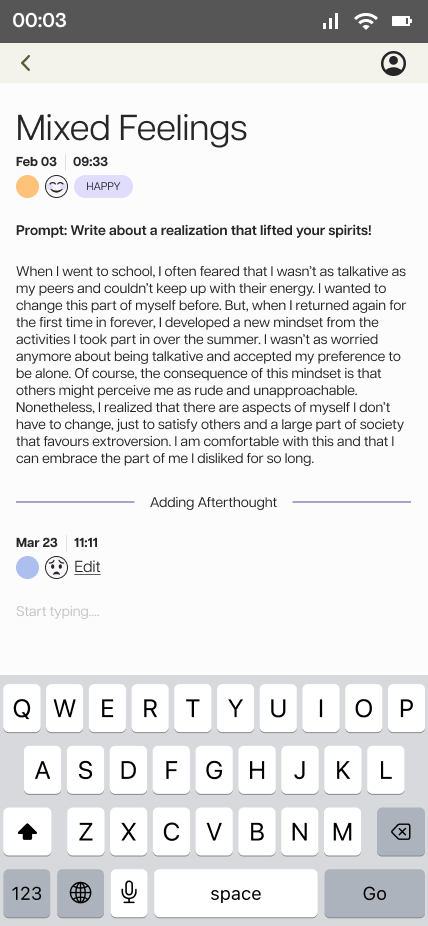 00:03
Mixed Feelings
Feb 03 09:33
HAPPY
Prompt: Write about a realization that lifted your spirits!
When I went to school, I often feared that I wasn't as talkative as
my peers and couldn't keep up with their energy. I wanted to
change this part of myself before. But, when I returned again for
the first time in forever, I developed a new mindset from the
activities I took part in over the summer. I wasn't as worried
anymore about being talkative and accepted my preference to
be alone. Of course, the consequence of this mindset is that
others might perceive me as rude and unapproachable.
Nonetheless, I realized that there are aspects of myself I don't
have to change, just to satisfy others and a large part of society
that favours extroversion. I am comfortable with this and that I
can embrace the part of me I disliked for so long.
Adding Afterthought
Mar 23 11:11
Edit
Start typing....
Q W E R T Y U I O P
A S D F G H J K L
Z X C V B N M
123 space Go